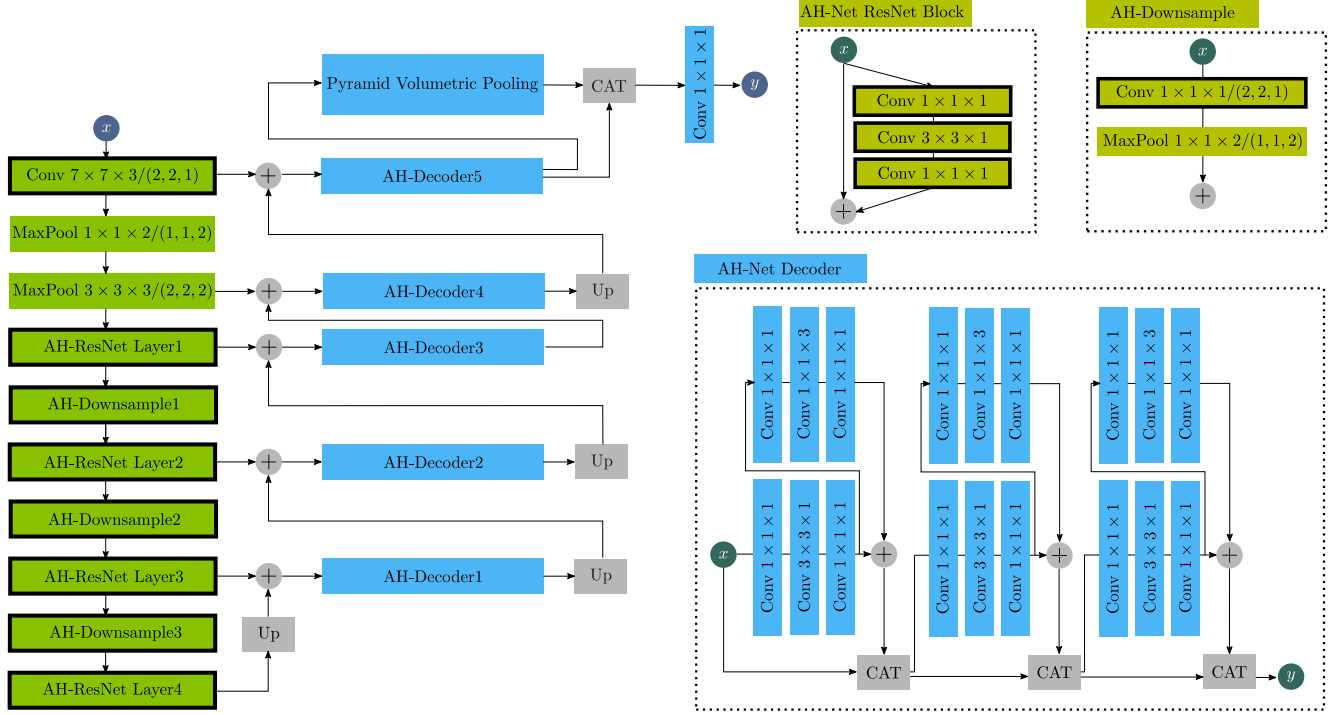 x
Conv 7 × 7 × 3/(2, 2, 1)
MaxPool 1 × 1 × 2/(1, 1, 2)
MaxPool 3 × 3 × 3/(2, 2, 2)
AH-ResNet Layer1
AH-Downsample1
AH-ResNet Layer2
AH-Downsample2
AH-ResNet Layer3
AH-Downsample3
AH-ResNet Layer4
Up
+
AH-Decoder1
Up
+
AH-Decoder2
Up
+
AH-Decoder3
+
AH-Decoder4
Up
+
AH-Decoder5
Pyramid Volumetric Pooling
CAT
Conv 1 × 1 × 1
y
AH-Net ResNet Block
x
Conv 1 × 1 × 1
Conv 3 × 3 × 1
Conv 1 × 1 × 1
+
AH-Downsample
x
Conv 1 × 1 × 1/(2, 2, 1)
MaxPool 1 × 1 × 2/(1, 1, 2)
+
AH-Net Decoder
Conv 1 × 1 × 1
Conv 1 × 1 × 3
Conv 1 × 1 × 1
Conv 1 × 1 × 1
Conv 1 × 1 × 3
Conv 1 × 1 × 1
Conv 1 × 1 × 1
Conv 1 × 1 × 3
Conv 1 × 1 × 1
x
Conv 1 × 1 × 1
Conv 3 × 3 × 1
Conv 1 × 1 × 1
+
Conv 1 × 1 × 1
Conv 3 × 3 × 1
Conv 1 × 1 × 1
+
Conv 1 × 1 × 1
Conv 3 × 3 × 1
Conv 1 × 1 × 1
+
CAT
CAT
CAT
y